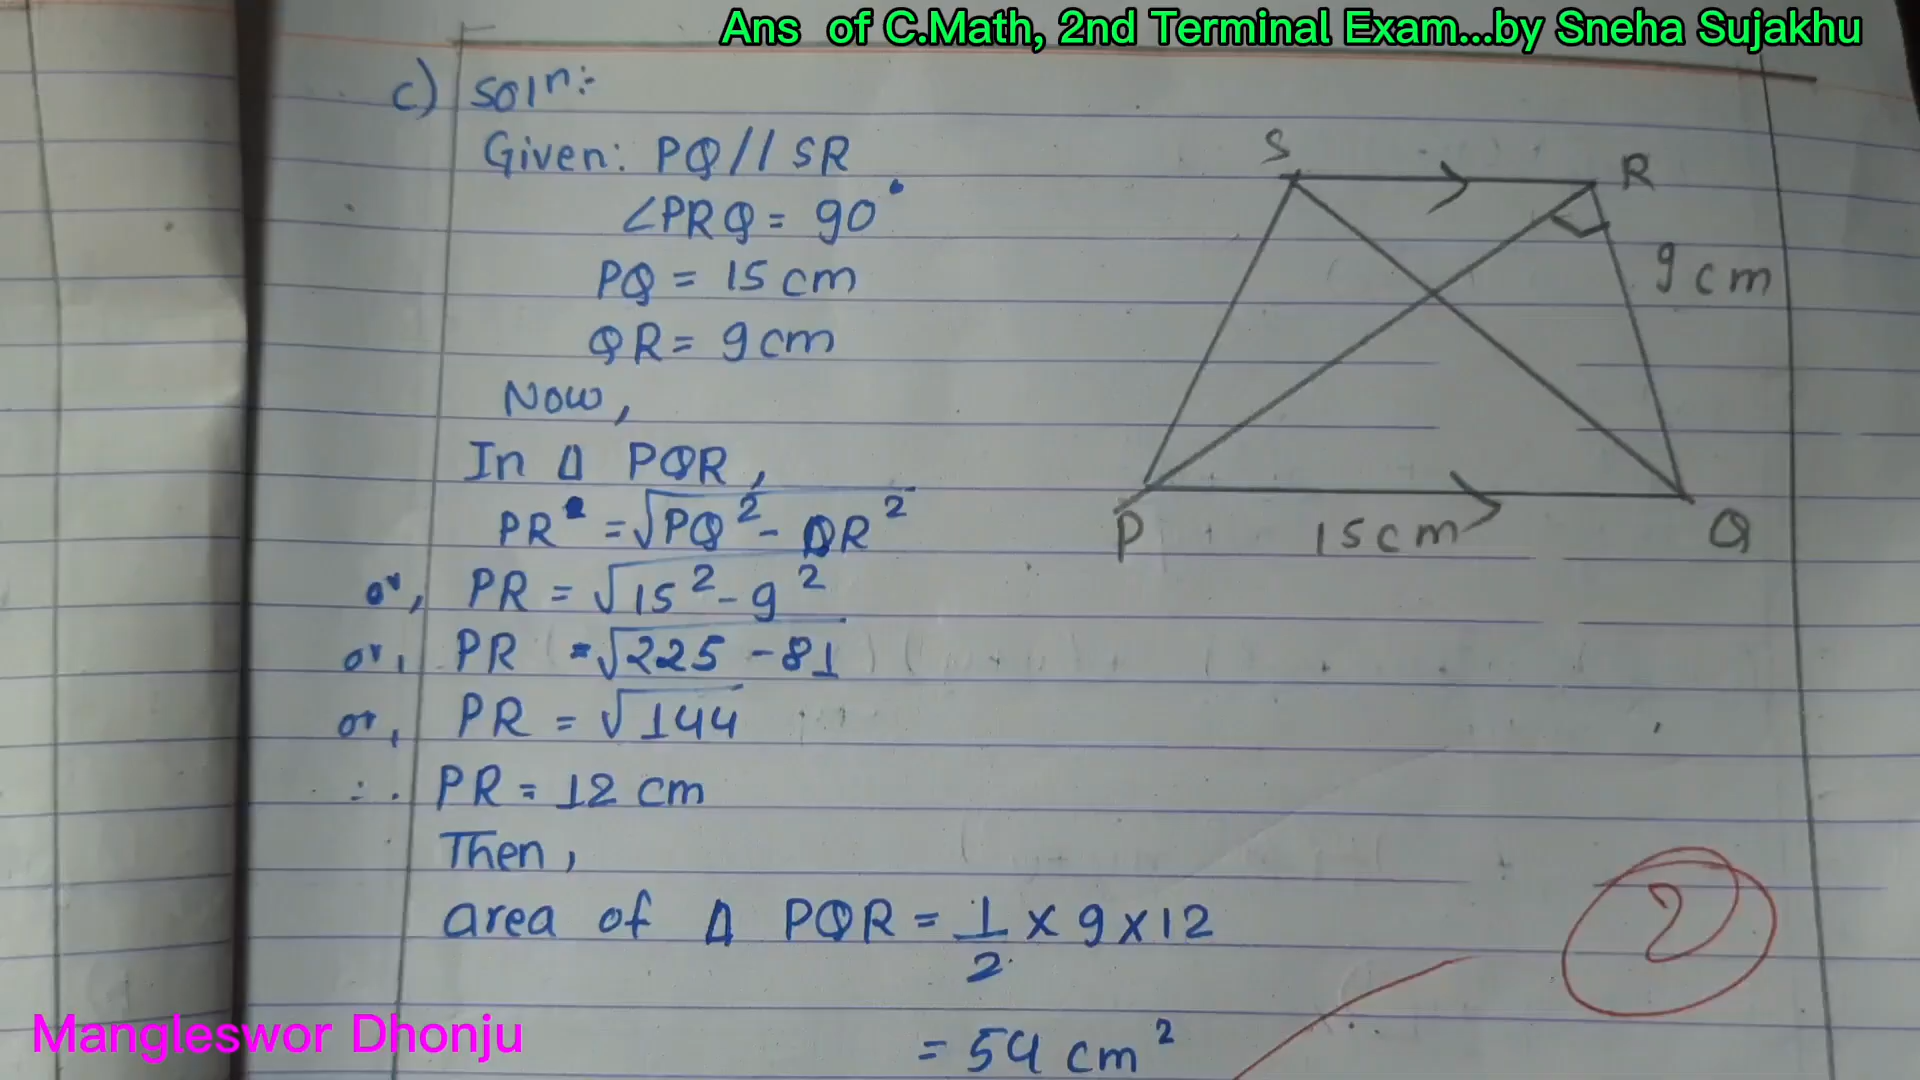 Ans of C.Math, 2nd Terminal Exam...by Sneha Sujakhu
c) Soln:-
Given: PQ // SR
∠PRQ = 90°
PQ = 15 cm
QR = 9 cm
Now,
In Δ PQR,
PR = √PQ² - QR²
or, PR = √15² - 9²
or, PR = √225 - 81
or, PR = √144
∴ PR = 12 cm
Then,
area of Δ PQR = 1/2 × 9 × 12
= 54 cm²
S
R
9 cm
P
15 cm
Q
2
Mangleswor Dhonju